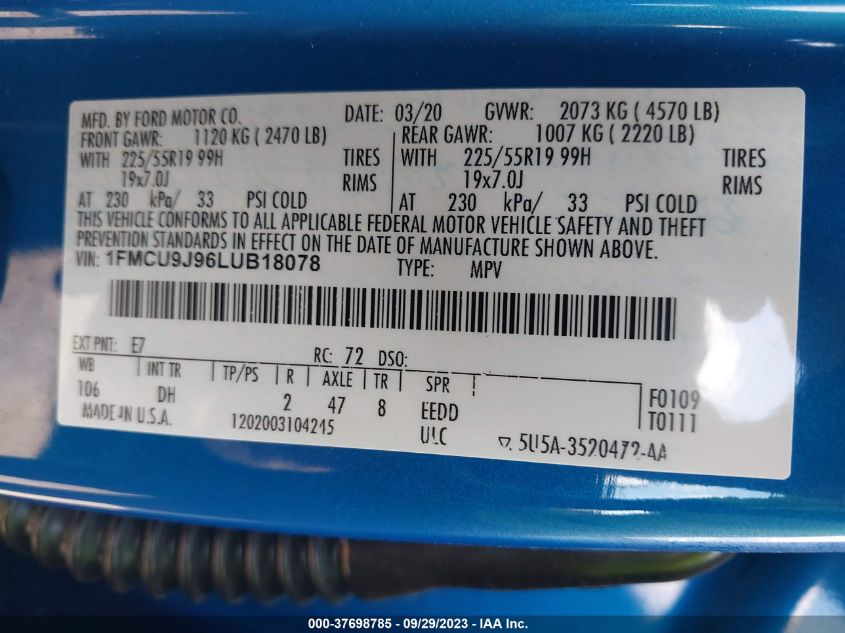 MFD. BY FORD MOTOR CO. DATE: 03/20 GVWR: 2073 KG ( 4570 LB)
FRONT GAWR: 1120 KG ( 2470 LB) REAR GAWR: 1007 KG ( 2220 LB)
WITH 225/55R19 99H TIRES WITH 225/55R19 99H TIRES
19x7.0J RIMS 19x7.0J RIMS
AT 230 kPa/ 33 PSI COLD AT 230 kPa/ 33 PSI COLD
THIS VEHICLE CONFORMS TO ALL APPLICABLE FEDERAL MOTOR VEHICLE SAFETY AND THEFT
PREVENTION STANDARDS IN EFFECT ON THE DATE OF MANUFACTURE SHOWN ABOVE.
VIN: 1FMCU9J96LUB18078 TYPE: MPV
EXT PNT: E7 RC: 72 DSO:
WB INT TR TP/PS R AXLE TR SPR
106 DH 2 47 8 EEDD F0109
MADE IN U.S.A. 1202003104245 ULC T0111
5U5A-3520472-AA
000-37698785 - 09/29/2023 - IAA Inc.